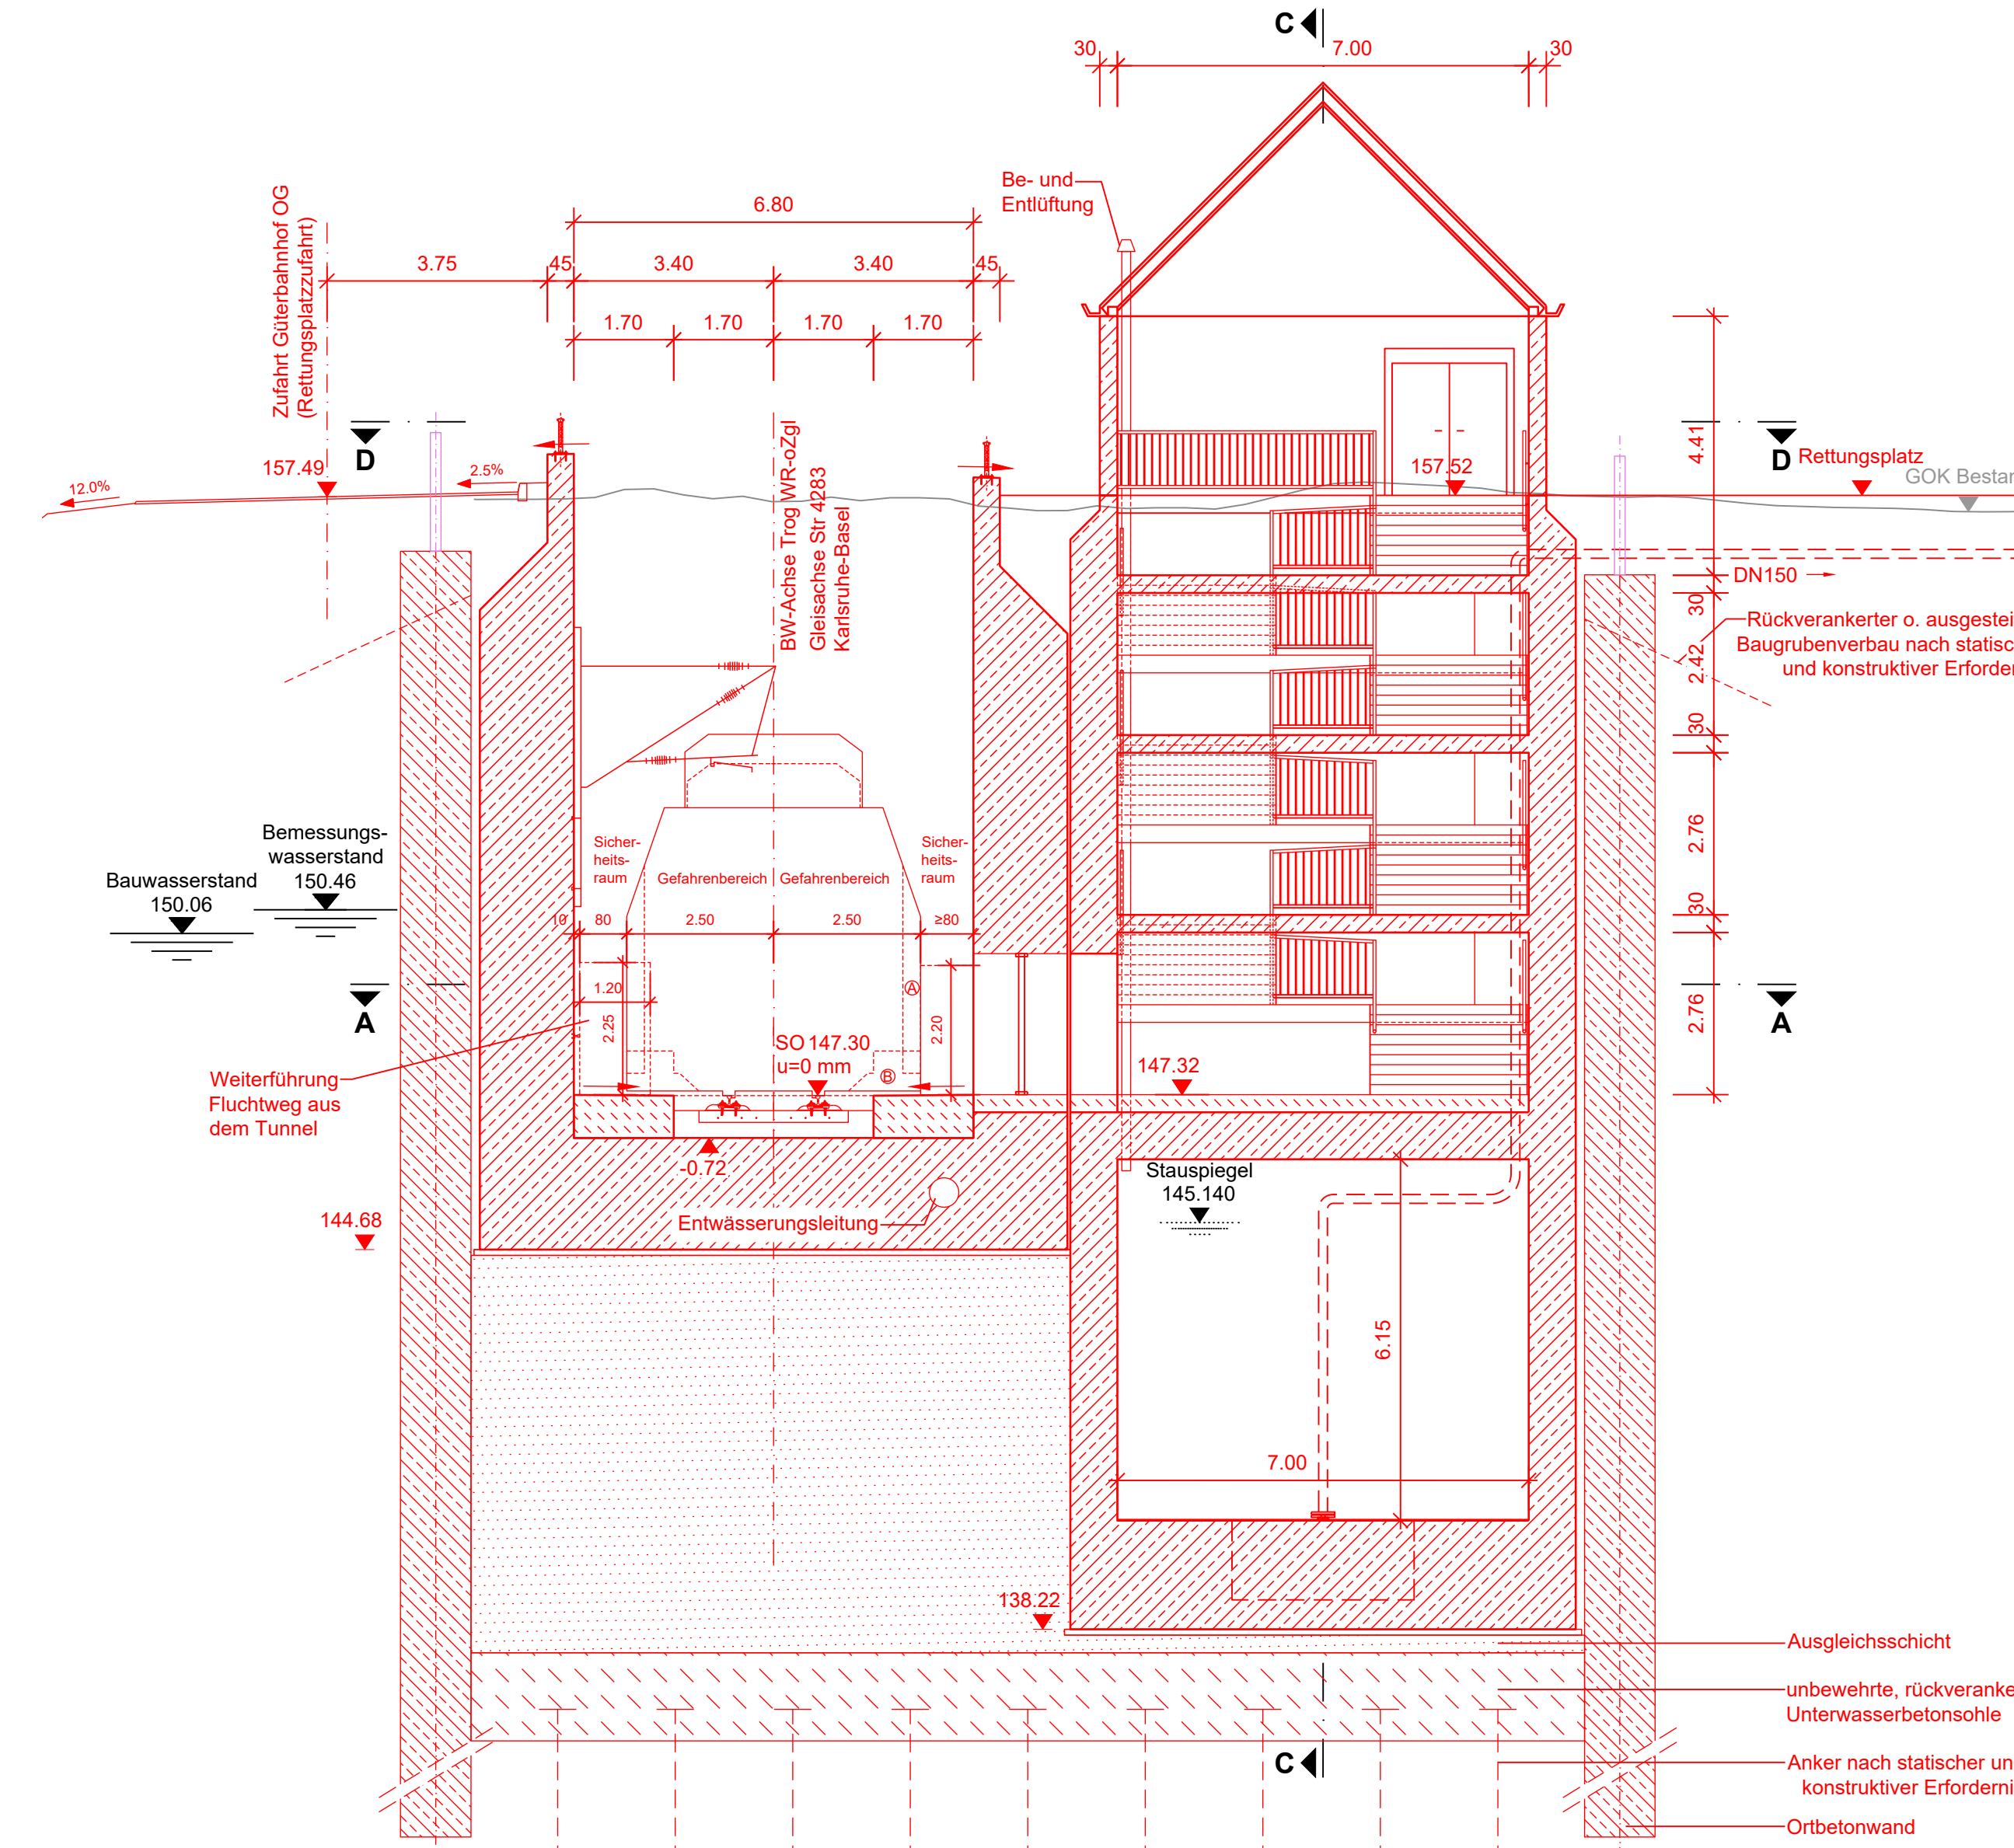 C
30
7.00
30
Be- und
Entlüftung
Zufahrt Güterbahnhof OG
(Rettungsplatzzufahrt)
6.80
3.75
45
3.40
3.40
45
1.70
1.70
1.70
1.70
BW-Achse Trog WR-oZgl
Gleisachse Str 4283
Karlsruhe-Basel
D
157.49
2.5%
12.0%
157.52
4.41
D
Rettungsplatz
GOK Bestan
DN150
30
Rückverankerter o. ausgestei
Baugrubenverbau nach statisc
und konstruktiver Erforder
2.42
30
2.76
30
2.76
Bemessungs-
wasserstand
150.46
Bauwasserstand
150.06
Sicher-
heits-
raum
Gefahrenbereich
Gefahrenbereich
Sicher-
heits-
raum
10
80
2.50
2.50
≥80
A
A
1.20
2.25
A
2.20
SO 147.30
u=0 mm
B
147.32
Weiterführung
Fluchtweg aus
dem Tunnel
-0.72
Stauspiegel
145.140
144.68
Entwässerungsleitung
6.15
7.00
138.22
Ausgleichsschicht
unbewehrte, rückveranke
Unterwasserbetonsohle
C
Anker nach statischer un
konstruktiver Erforderni
Ortbetonwand